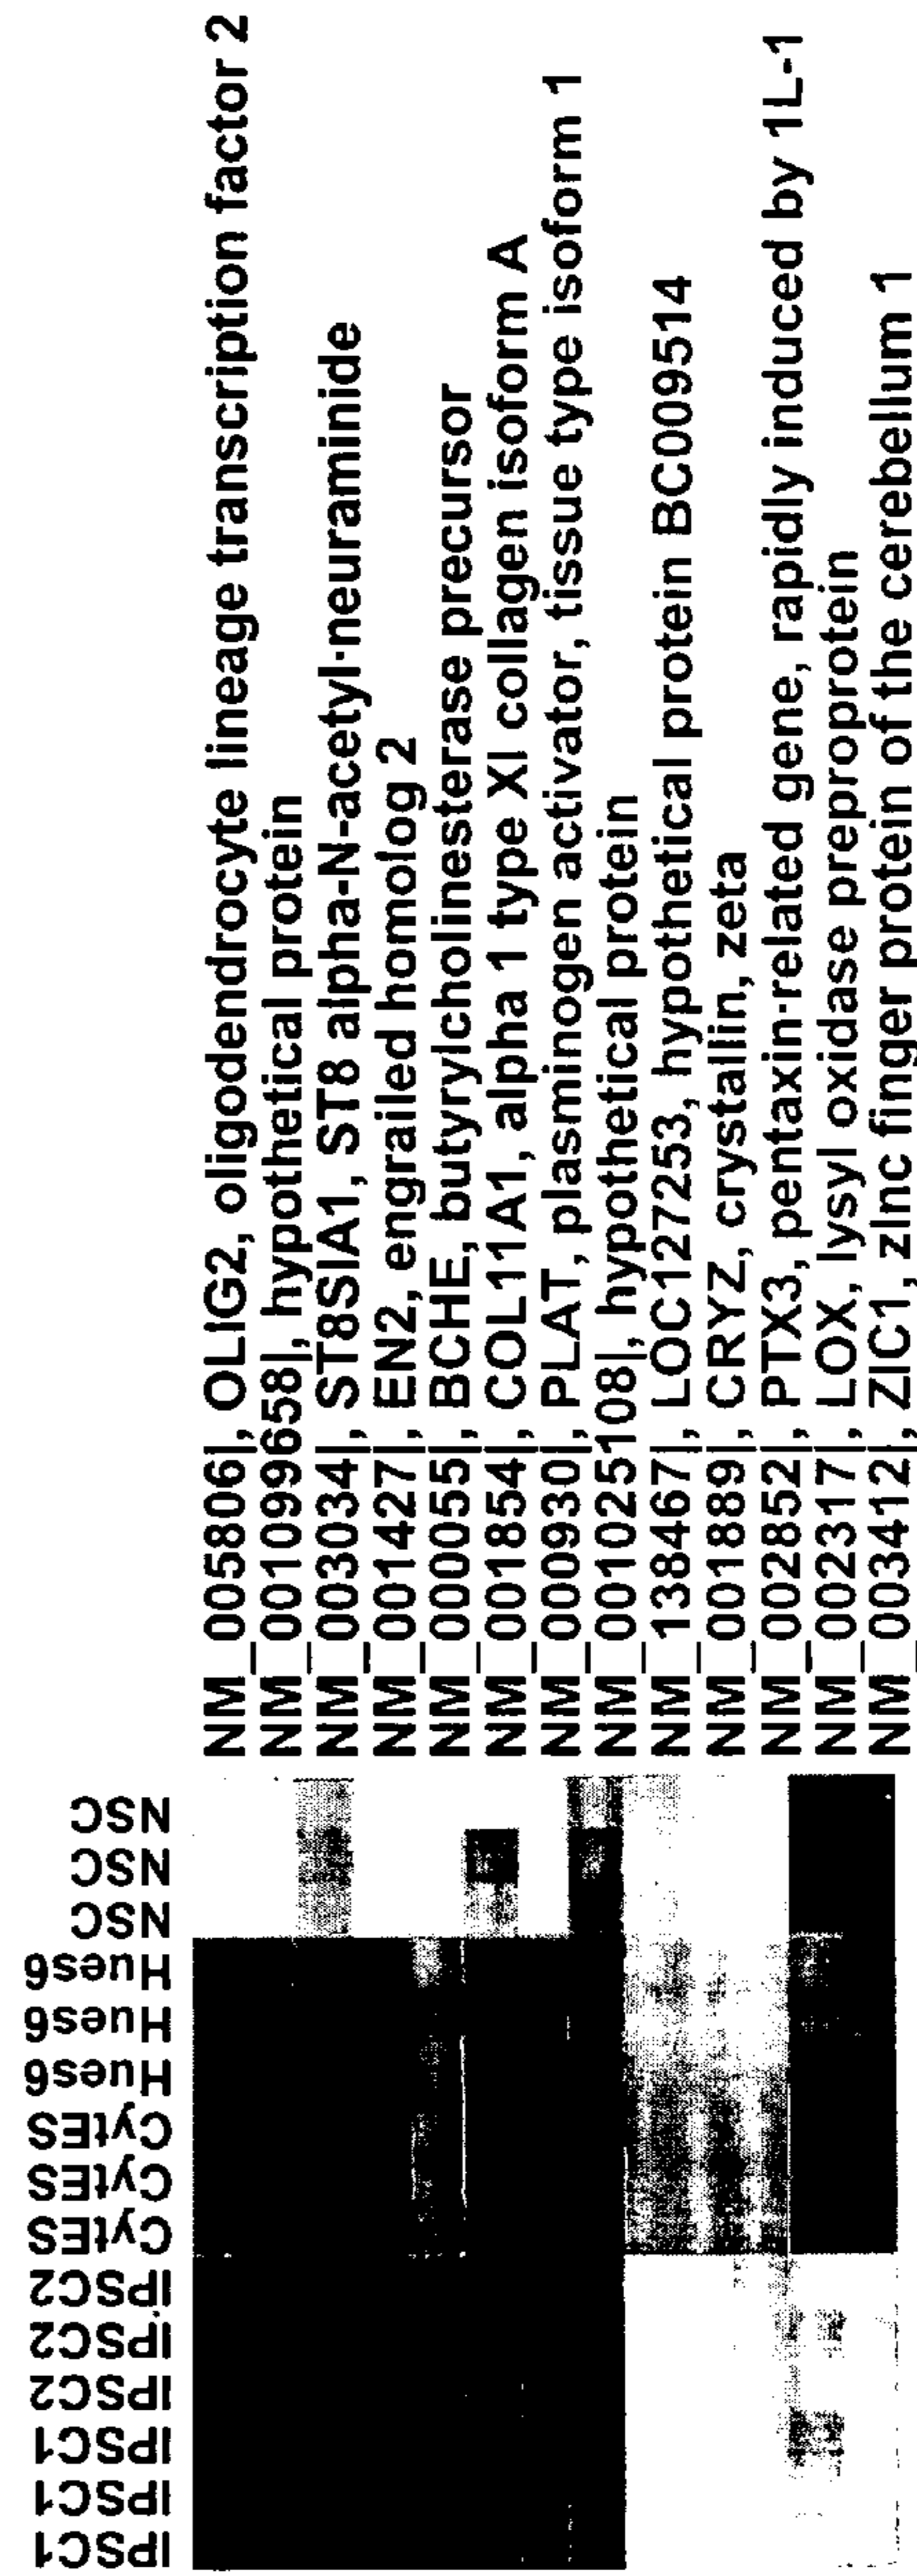 NSC
NSC
NSC
Hues6
Hues6
Hues6
CytES
CytES
CytES
IPSC2
IPSC2
IPSC2
IPSC1
IPSC1
IPSC1
NM_005806|, OLIG2, oligodendrocyte lineage transcription factor 2
NM_001099658|, hypothetical protein
NM_003034|, ST8SIA1, ST8 alpha-N-acetyl-neuraminide
NM_001427|, EN2, engrailed homolog 2
NM_000055|, BCHE, butyrylcholinesterase precursor
NM_001854|, COL11A1, alpha 1 type XI collagen isoform A
NM_000930|, PLAT, plasminogen activator, tissue type isoform 1
NM_001025108|, hypothetical protein
NM_138467|, LOC127253, hypothetical protein BC009514
NM_001889|, CRYZ, crystallin, zeta
NM_002852|, PTX3, pentaxin-related gene, rapidly induced by 1L-1
NM_002317|, LOX, lysyl oxidase preproprotein
NM_003412|, ZIC1, zinc finger protein of the cerebellum 1